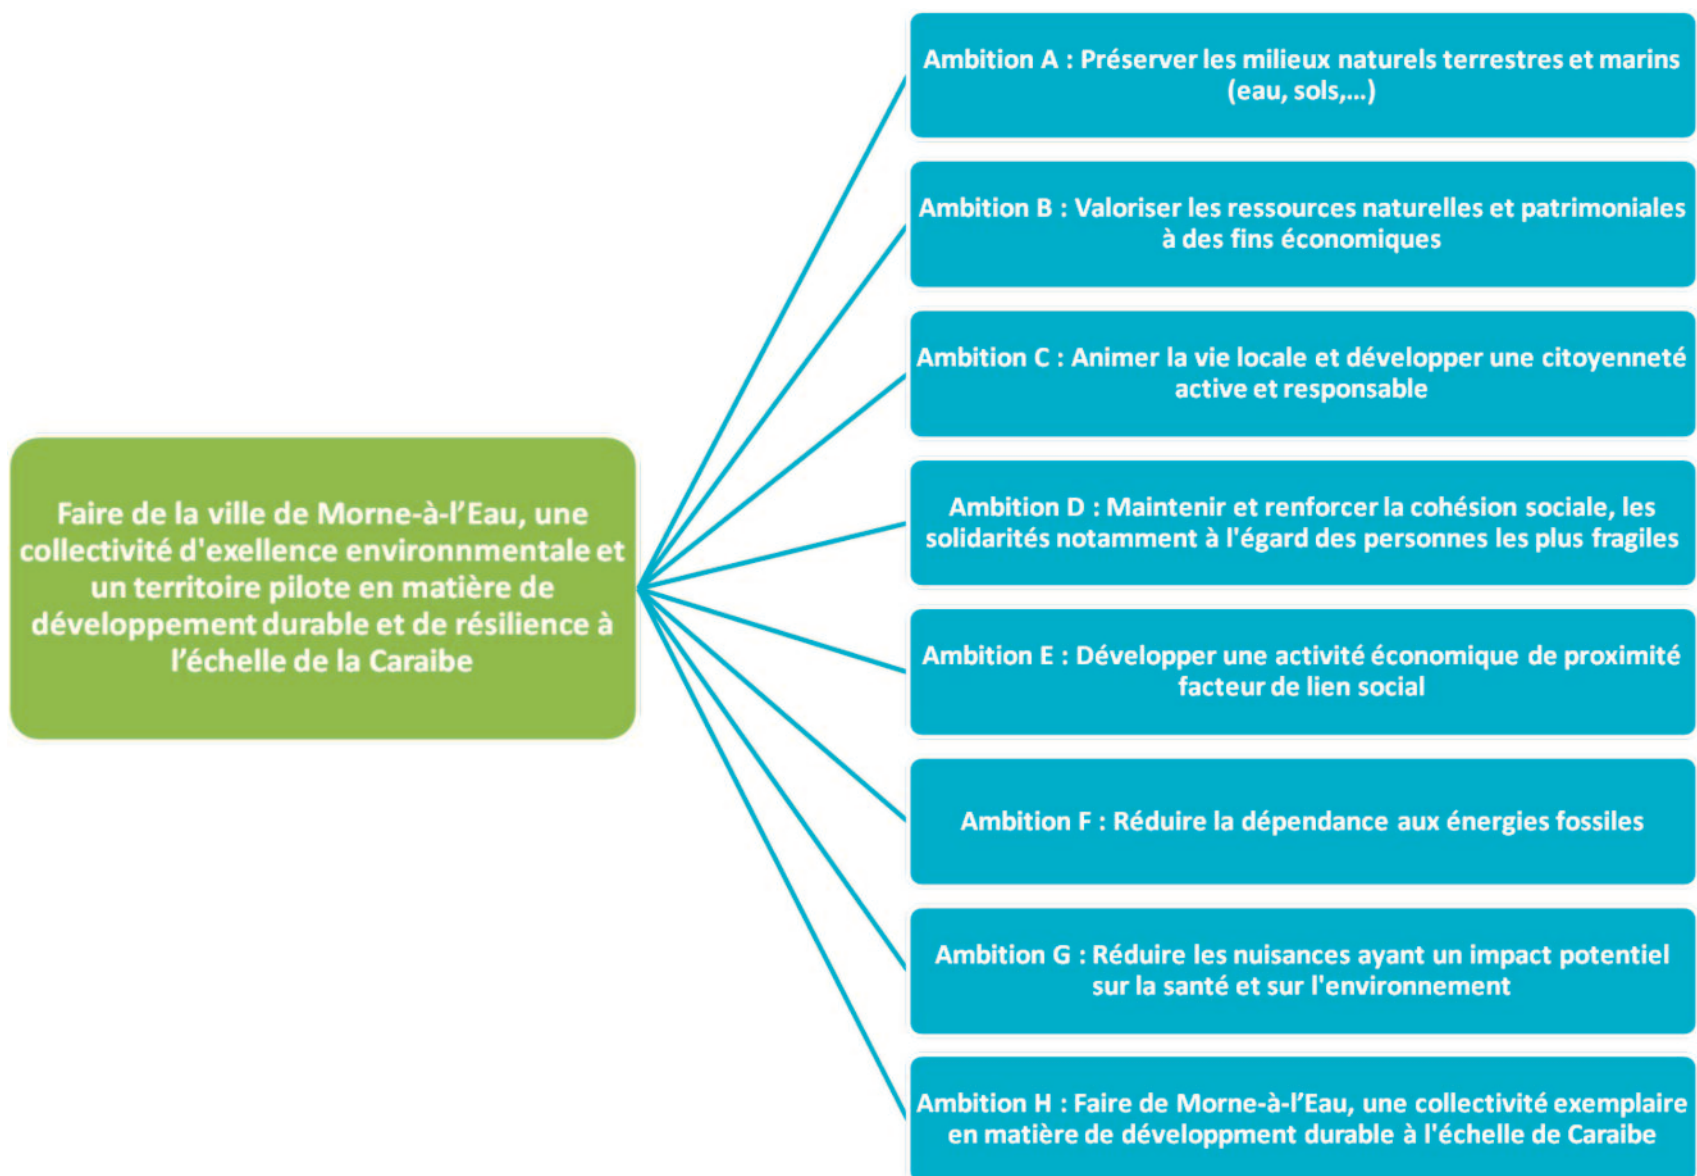 Faire de la ville de Morne-à-l’Eau, une
collectivité d'exellence environnmentale et
un territoire pilote en matière de
développement durable et de résilience à
l’échelle de la Caraibe
Ambition A : Préserver les milieux naturels terrestres et marins
(eau, sols,...)
Ambition B : Valoriser les ressources naturelles et patrimoniales
à des fins économiques
Ambition C : Animer la vie locale et développer une citoyenneté
active et responsable
Ambition D : Maintenir et renforcer la cohésion sociale, les
solidarités notamment à l'égard des personnes les plus fragiles
Ambition E : Développer une activité économique de proximité
facteur de lien social
Ambition F : Réduire la dépendance aux énergies fossiles
Ambition G : Réduire les nuisances ayant un impact potentiel
sur la santé et sur l'environnement
Ambition H : Faire de Morne-à-l’Eau, une collectivité exemplaire
en matière de développment durable à l'échelle de Caraibe